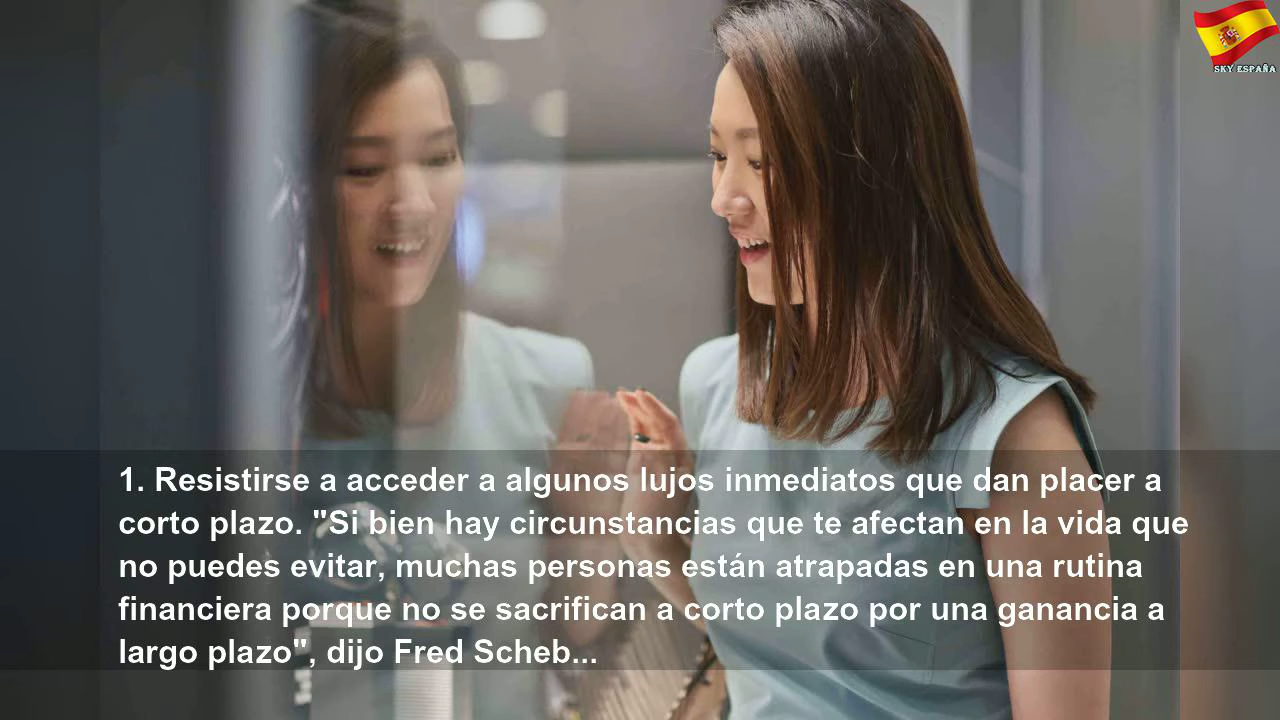 SKY ESPAÑA
1. Resistirse a acceder a algunos lujos inmediatos que dan placer a
corto plazo. "Si bien hay circunstancias que te afectan en la vida que
no puedes evitar, muchas personas están atrapadas en una rutina
financiera porque no se sacrifican a corto plazo por una ganancia a
largo plazo", dijo Fred Scheb...